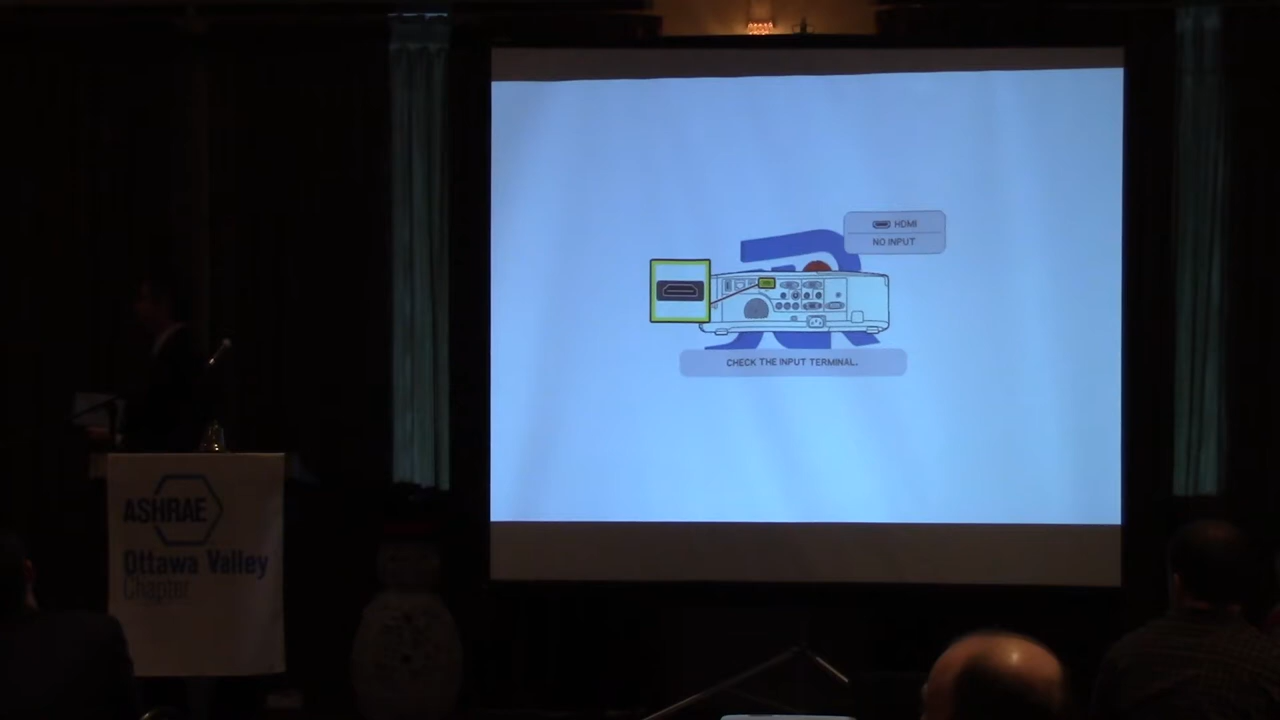 HDMI
NO INPUT
CHECK THE INPUT TERMINAL.
ASHRAE
Ottawa Valley
Chapter